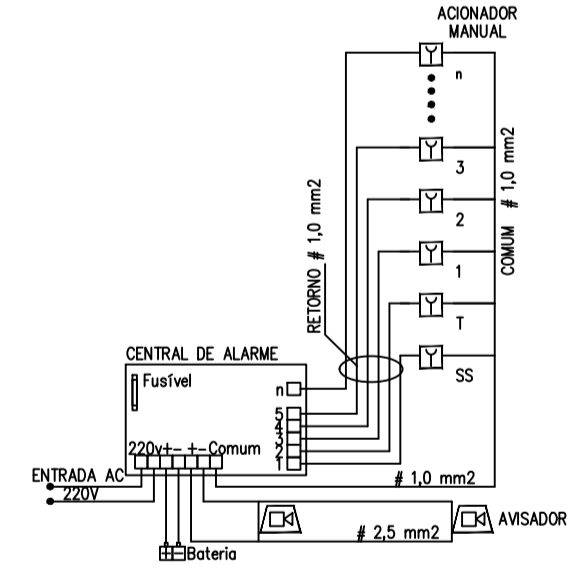 ACIONADOR
MANUAL
n
3
2
1
T
SS
COMUM # 1,0 mm2
RETORNO # 1,0 mm2
CENTRAL DE ALARME
Fusível
n
5
4
3
2
1
220v+- +-Comum
ENTRADA AC
220V
# 1,0 mm2
# 2,5 mm2
AVISADOR
+-
Bateria